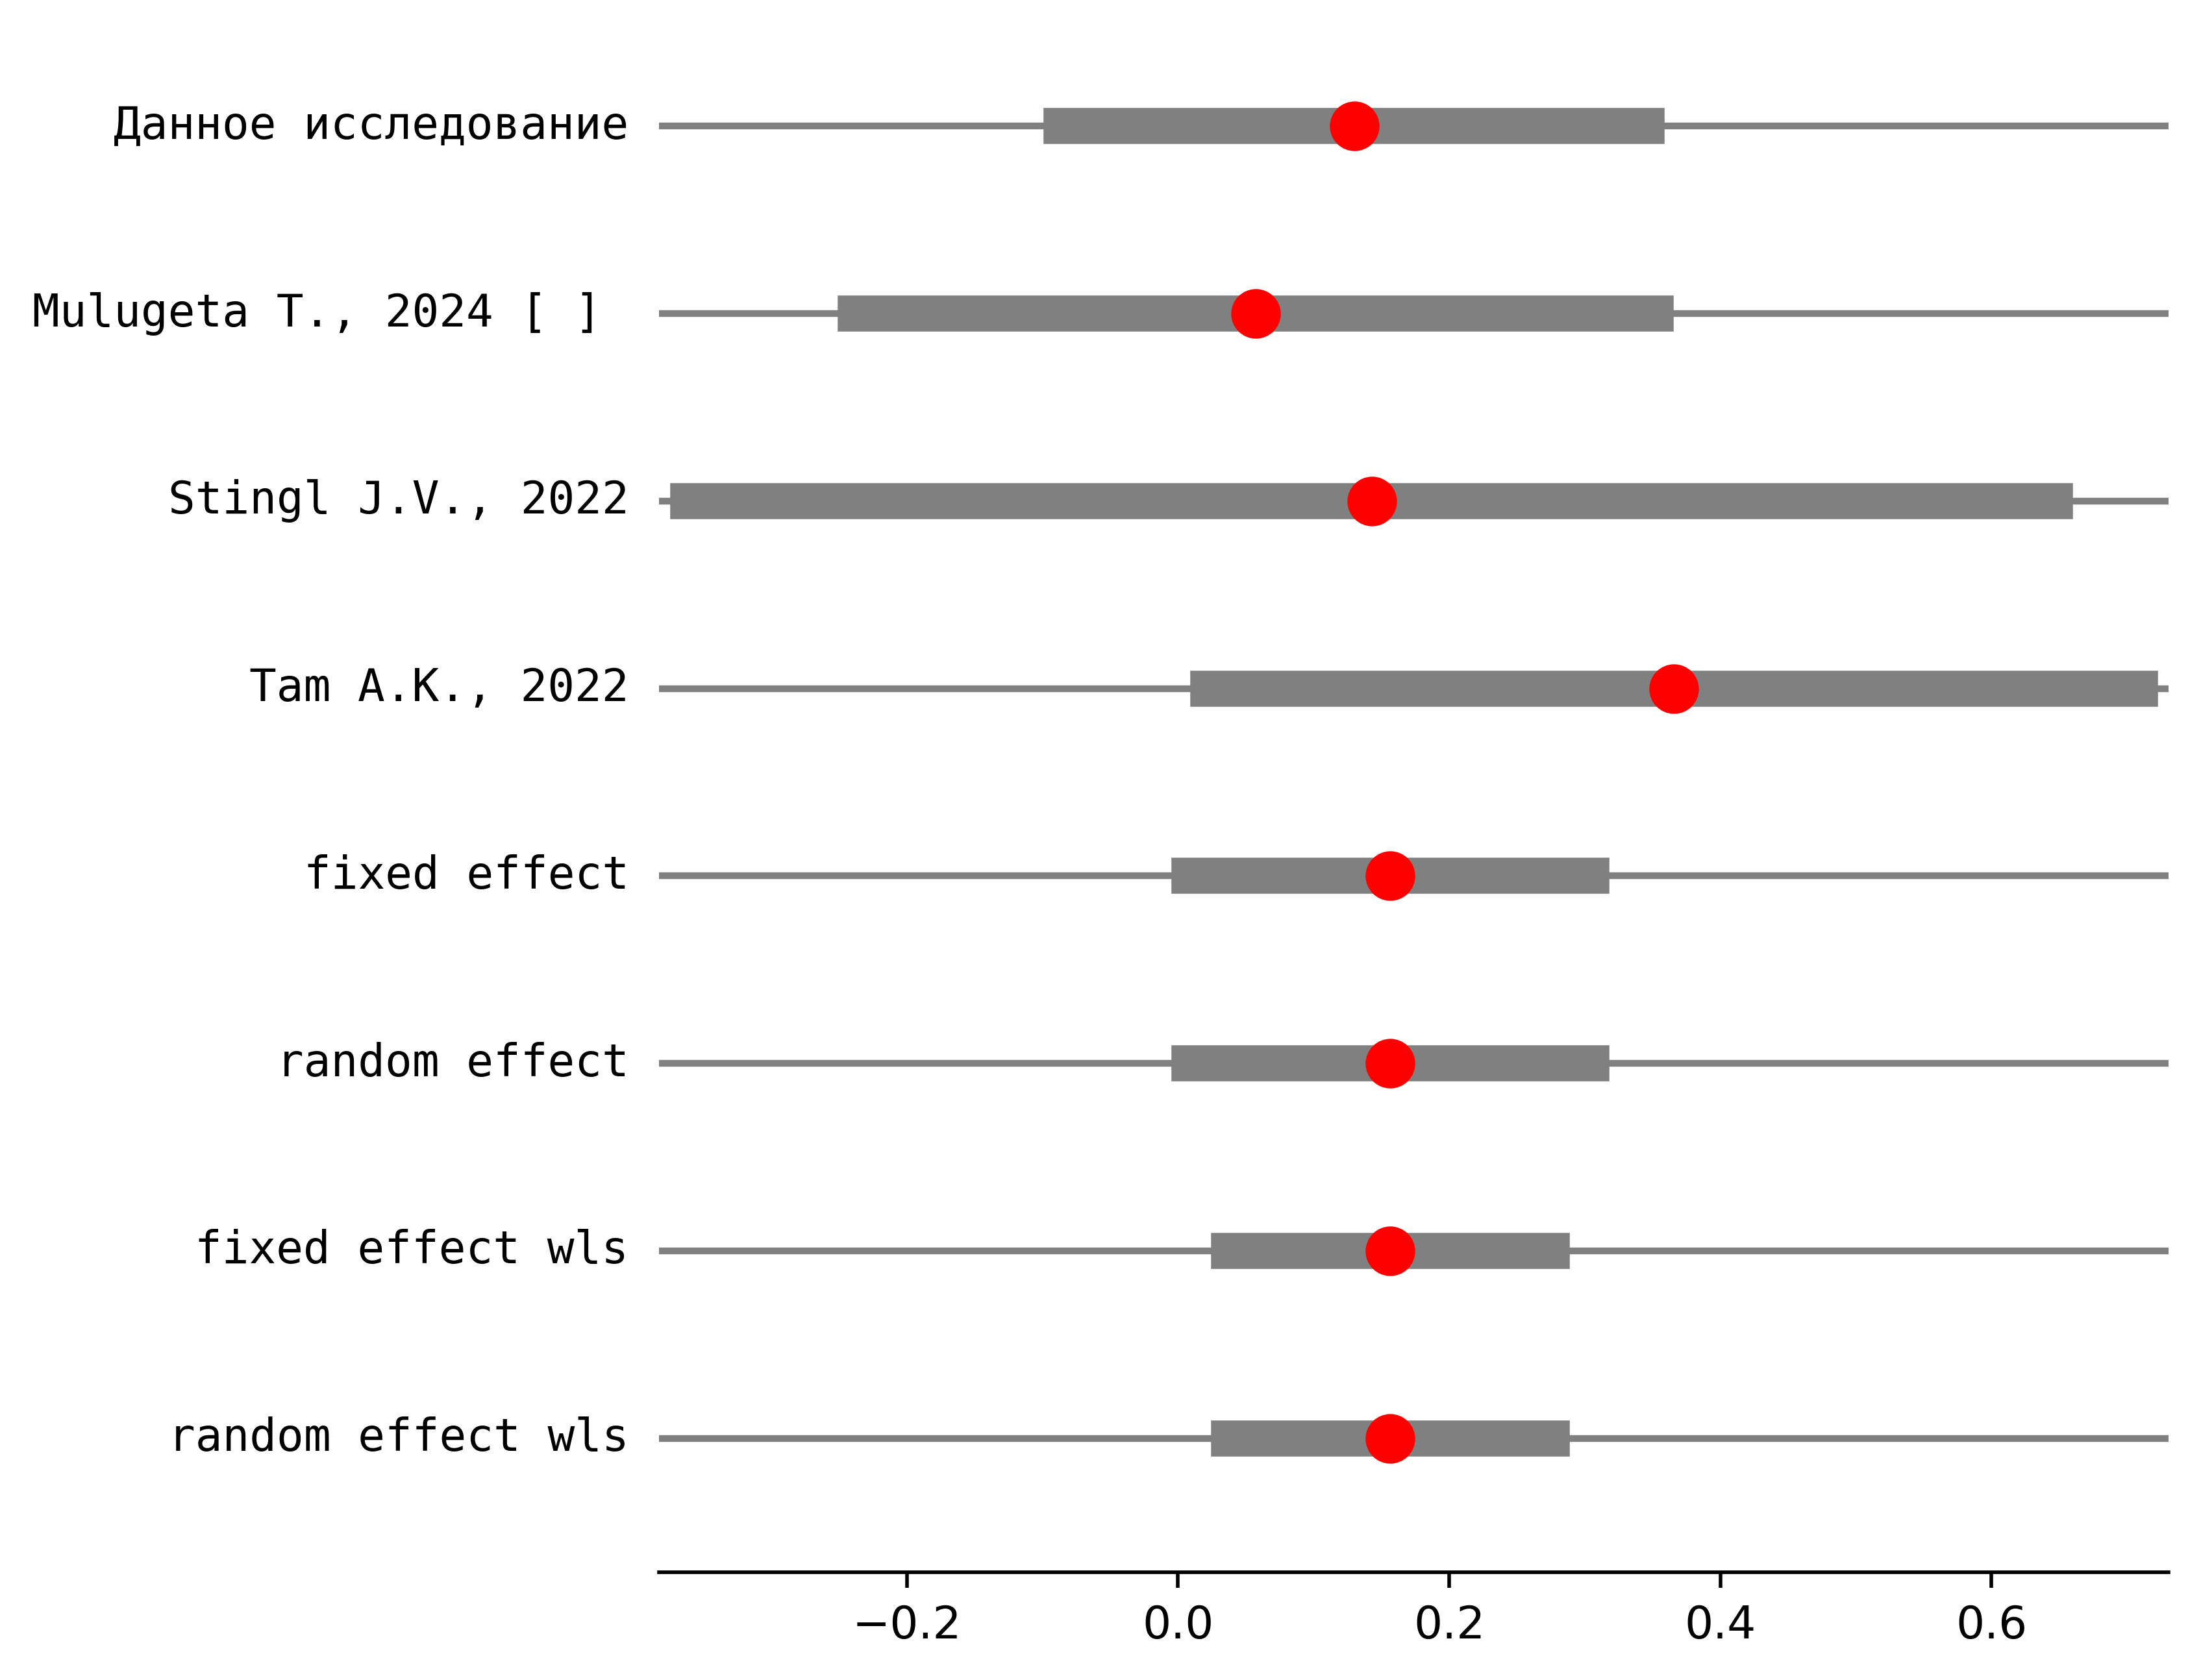 Данное исследование
Mulugeta T., 2024 [ ]
Stingl J.V., 2022
Tam A.K., 2022
fixed effect
random effect
fixed effect wls
random effect wls
−0.2 0.0 0.2 0.4 0.6